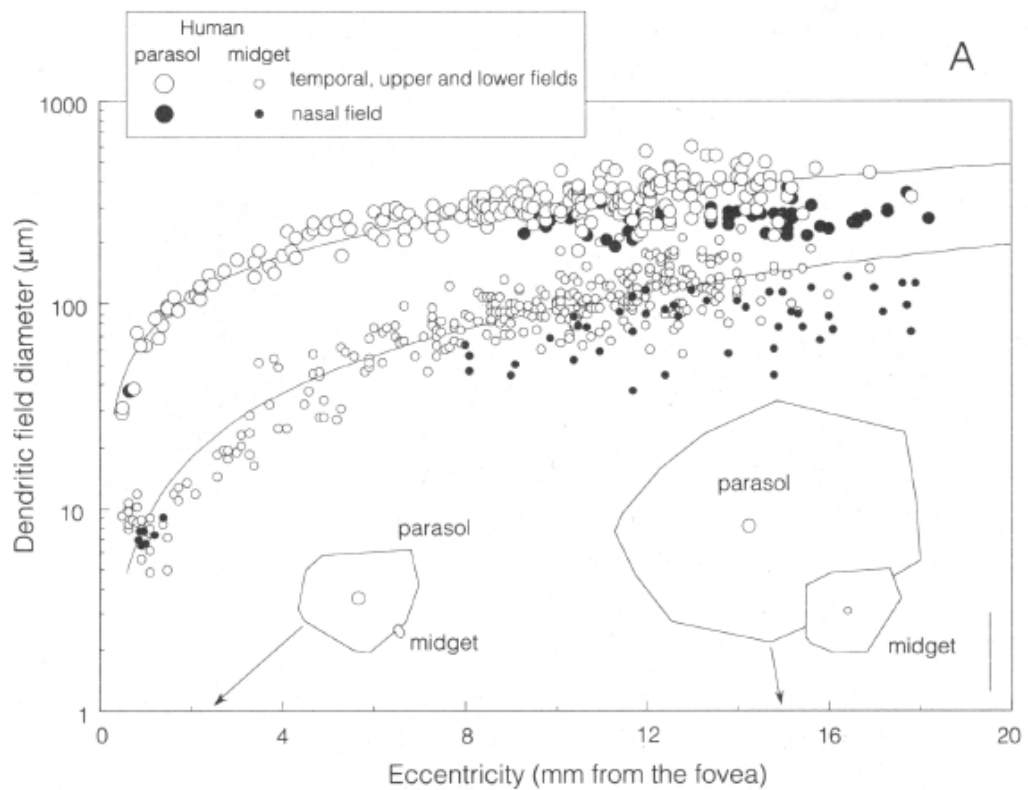 Human
parasol midget
temporal, upper and lower fields
nasal field
A
1000
100
10
1
Dendritic field diameter (μm)
parasol
midget
parasol
midget
0 4 8 12 16 20
Eccentricity (mm from the fovea)